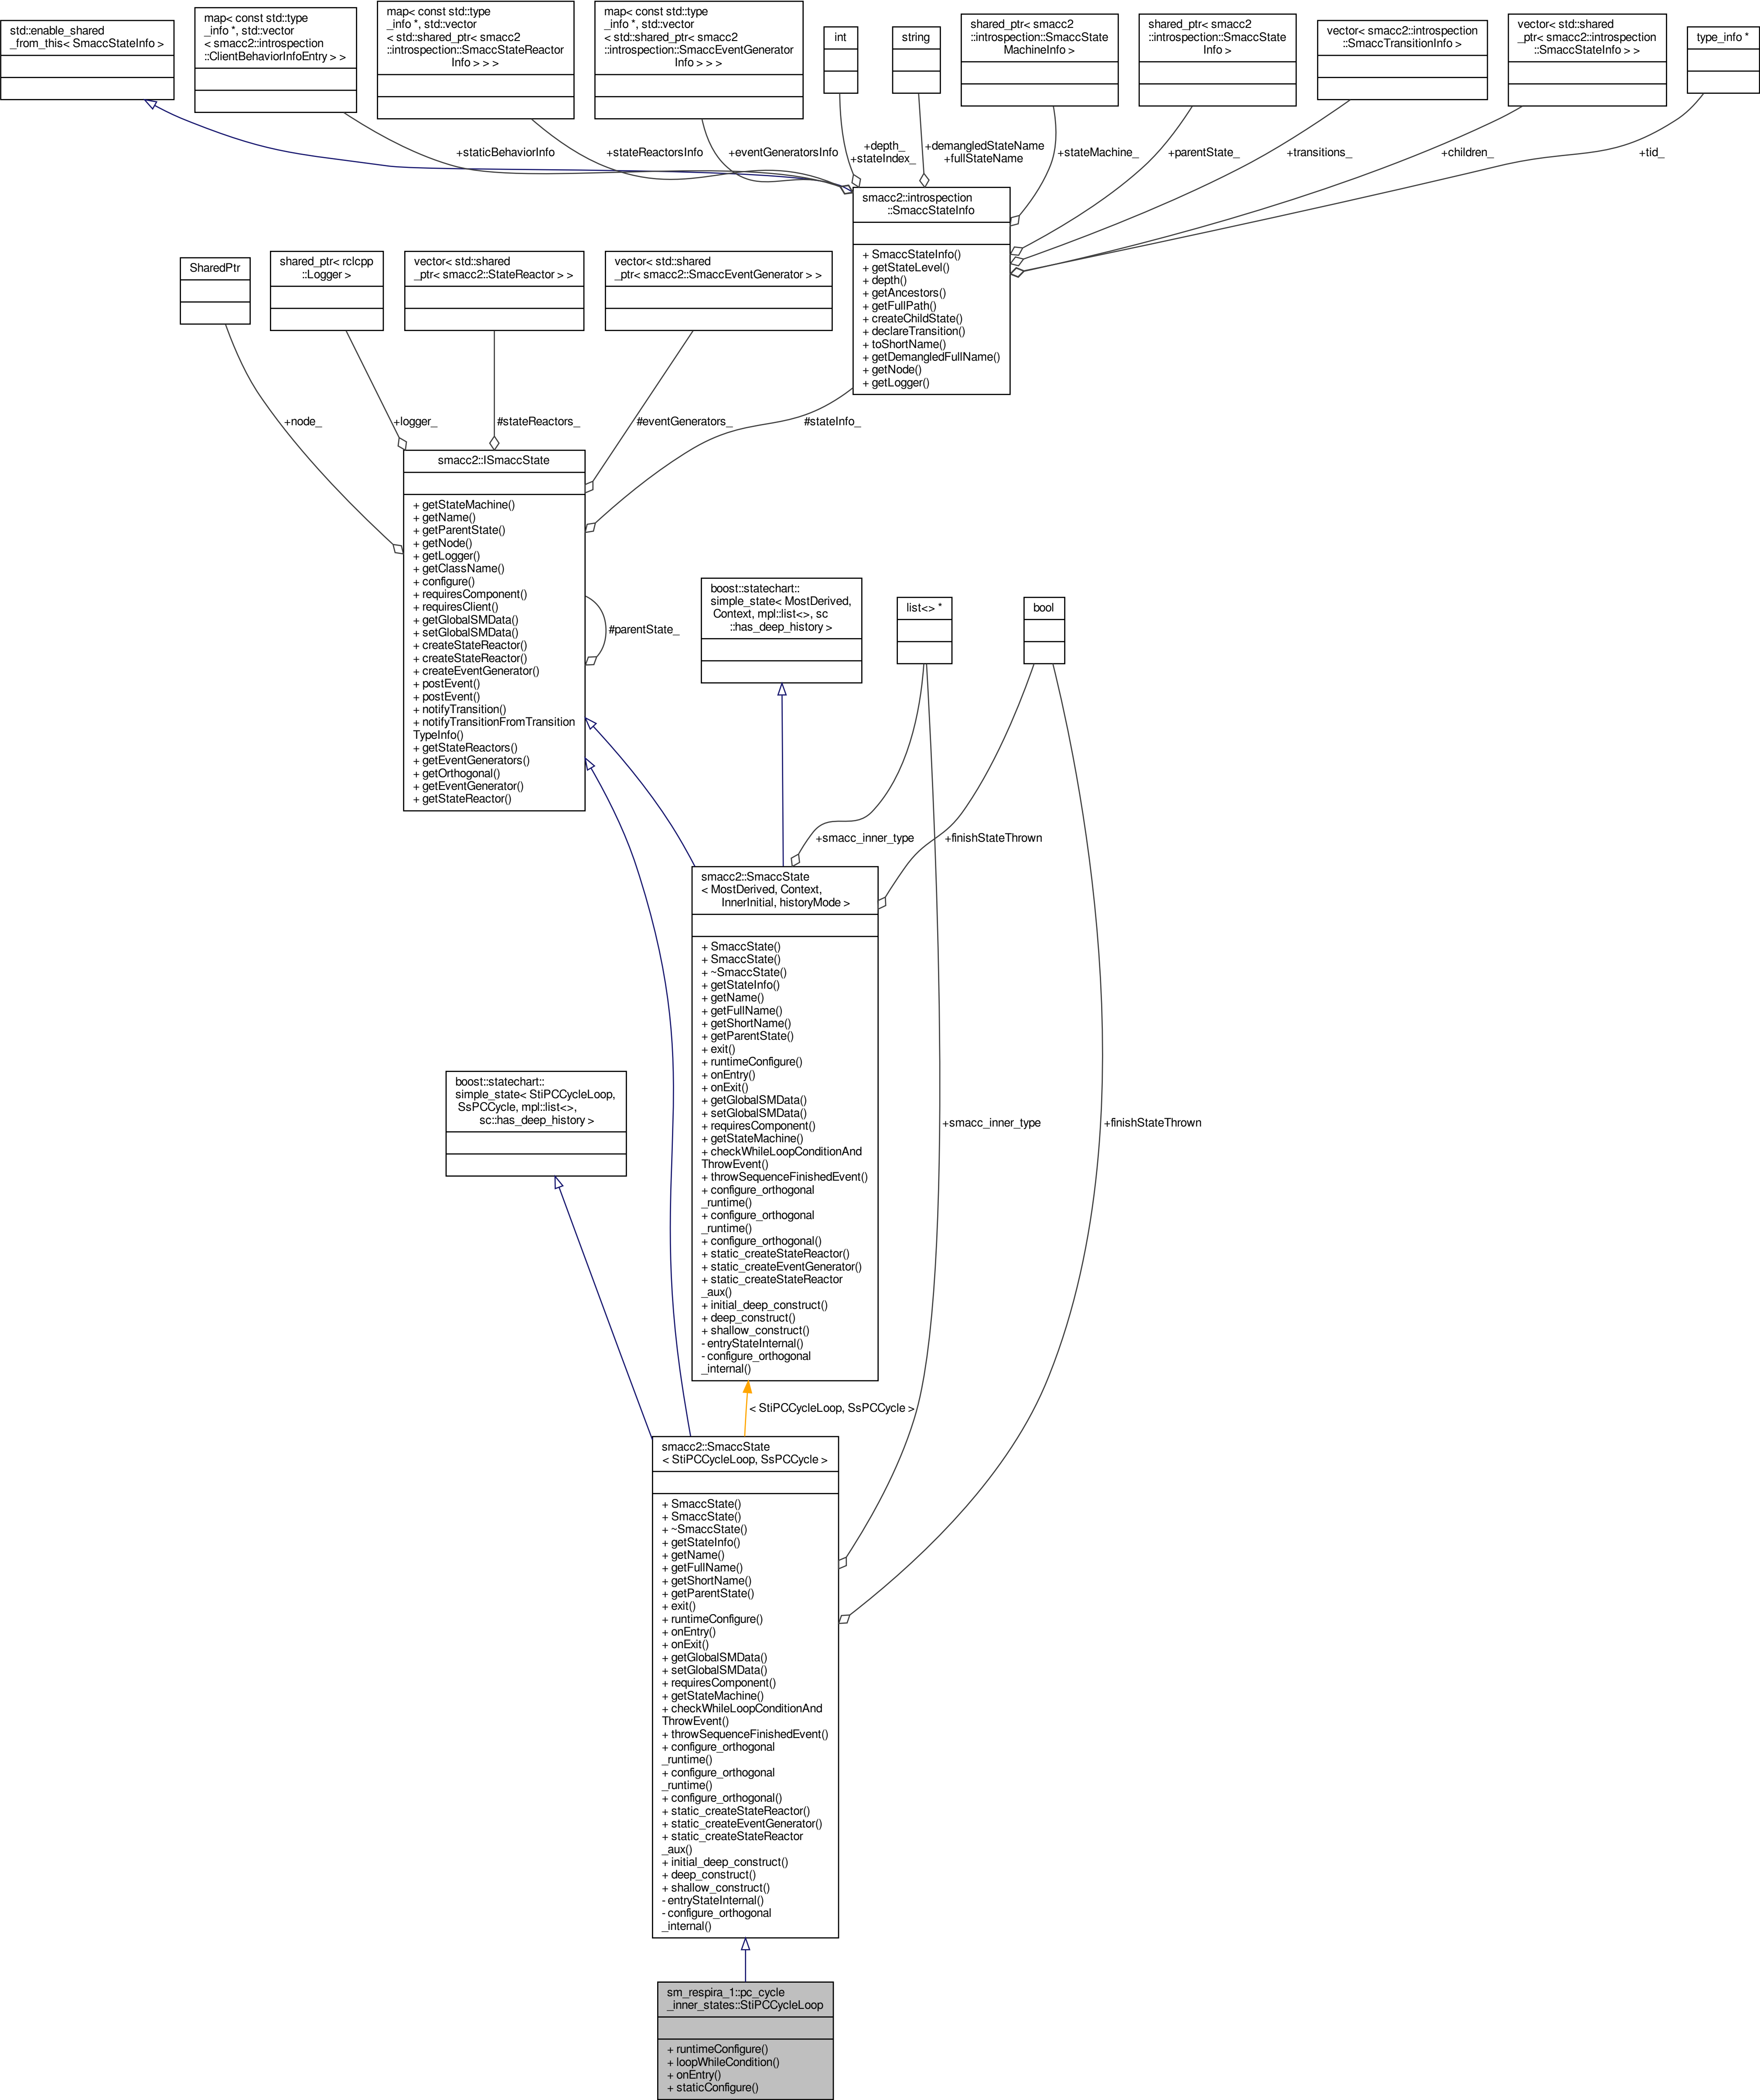 std::enable_shared
_from_this< SmaccStateInfo >
map< const std::type
_info *, std::vector
< smacc2::introspection
::ClientBehaviorInfoEntry > >
map< const std::type
_info *, std::vector
< std::shared_ptr< smacc2
::introspection::SmaccStateReactor
Info > > >
map< const std::type
_info *, std::vector
< std::shared_ptr< smacc2
::introspection::SmaccEventGenerator
Info > > >
int
string
shared_ptr< smacc2
::introspection::SmaccState
MachineInfo >
shared_ptr< smacc2
::introspection::SmaccState
Info >
vector< smacc2::introspection
::SmaccTransitionInfo >
vector< std::shared
_ptr< smacc2::introspection
::SmaccStateInfo > >
type_info *
+staticBehaviorInfo
+stateReactorsInfo
+eventGeneratorsInfo
+depth_
+stateIndex_
+demangledStateName
+fullStateName
+stateMachine_
+parentState_
+transitions_
+children_
+tid_
smacc2::introspection
::SmaccStateInfo
+ SmaccStateInfo()
+ getStateLevel()
+ depth()
+ getAncestors()
+ getFullPath()
+ createChildState()
+ declareTransition()
+ toShortName()
+ getDemangledFullName()
+ getNode()
+ getLogger()
SharedPtr
shared_ptr< rclcpp
::Logger >
vector< std::shared
_ptr< smacc2::StateReactor > >
vector< std::shared
_ptr< smacc2::SmaccEventGenerator > >
+node_
+logger_
#stateReactors_
#eventGenerators_
#stateInfo_
smacc2::ISmaccState
+ getStateMachine()
+ getName()
+ getParentState()
+ getNode()
+ getLogger()
+ getClassName()
+ configure()
+ requiresComponent()
+ requiresClient()
+ getGlobalSMData()
+ setGlobalSMData()
+ createStateReactor()
+ createStateReactor()
+ createEventGenerator()
+ postEvent()
+ postEvent()
+ notifyTransition()
+ notifyTransitionFromTransition
TypeInfo()
+ getStateReactors()
+ getEventGenerators()
+ getOrthogonal()
+ getEventGenerator()
+ getStateReactor()
#parentState_
boost::statechart::
simple_state< MostDerived,
Context, mpl::list<>, sc
::has_deep_history >
list<> *
bool
+smacc_inner_type
+finishStateThrown
smacc2::SmaccState
< MostDerived, Context,
InnerInitial, historyMode >
+ SmaccState()
+ SmaccState()
+ ~SmaccState()
+ getStateInfo()
+ getName()
+ getFullName()
+ getShortName()
+ getParentState()
+ exit()
+ runtimeConfigure()
+ onEntry()
+ onExit()
+ getGlobalSMData()
+ setGlobalSMData()
+ requiresComponent()
+ getStateMachine()
+ checkWhileLoopConditionAnd
ThrowEvent()
+ throwSequenceFinishedEvent()
+ configure_orthogonal
_runtime()
+ configure_orthogonal
_runtime()
+ configure_orthogonal()
+ static_createStateReactor()
+ static_createEventGenerator()
+ static_createStateReactor
_aux()
+ initial_deep_construct()
+ deep_construct()
+ shallow_construct()
- entryStateInternal()
- configure_orthogonal
_internal()
boost::statechart::
simple_state< StiPCCycleLoop,
SsPCCycle, mpl::list<>,
sc::has_deep_history >
+smacc_inner_type
+finishStateThrown
< StiPCCycleLoop, SsPCCycle >
smacc2::SmaccState
< StiPCCycleLoop, SsPCCycle >
+ SmaccState()
+ SmaccState()
+ ~SmaccState()
+ getStateInfo()
+ getName()
+ getFullName()
+ getShortName()
+ getParentState()
+ exit()
+ runtimeConfigure()
+ onEntry()
+ onExit()
+ getGlobalSMData()
+ setGlobalSMData()
+ requiresComponent()
+ getStateMachine()
+ checkWhileLoopConditionAnd
ThrowEvent()
+ throwSequenceFinishedEvent()
+ configure_orthogonal
_runtime()
+ configure_orthogonal
_runtime()
+ configure_orthogonal()
+ static_createStateReactor()
+ static_createEventGenerator()
+ static_createStateReactor
_aux()
+ initial_deep_construct()
+ deep_construct()
+ shallow_construct()
- entryStateInternal()
- configure_orthogonal
_internal()
sm_respira_1::pc_cycle
_inner_states::StiPCCycleLoop
+ runtimeConfigure()
+ loopWhileCondition()
+ onEntry()
+ staticConfigure()